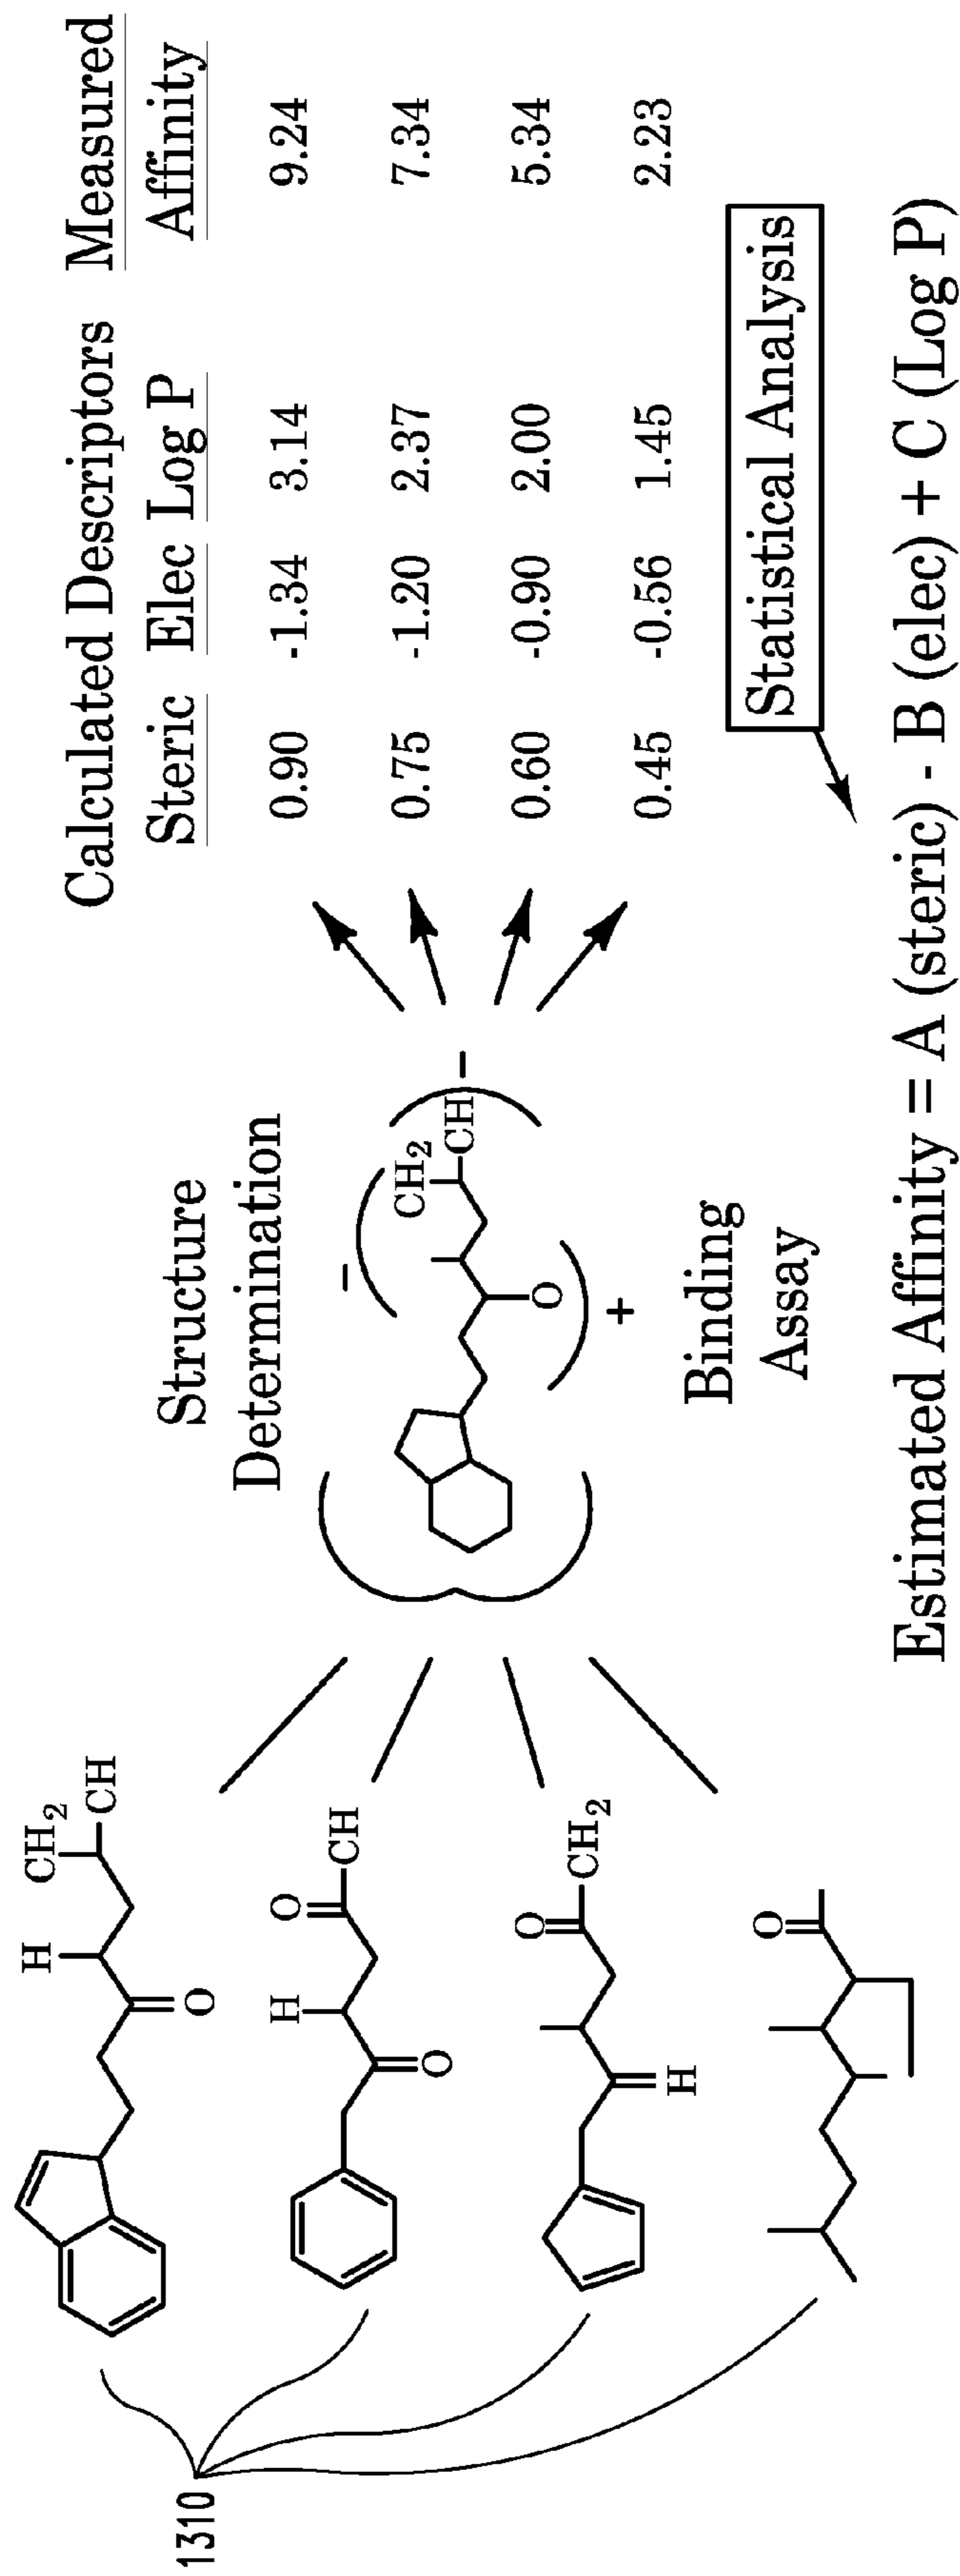 1310
CH2
H
CH
O
O
H
CH
O
O
CH2
H
O
Structure
Determination
−
CH2
CH −
O
+
Binding
Assay
Calculated Descriptors Measured
Steric Elec Log P Affinity
0.90 -1.34 3.14 9.24
0.75 -1.20 2.37 7.34
0.60 -0.90 2.00 5.34
0.45 -0.56 1.45 2.23
Statistical Analysis
Estimated Affinity = A (steric) - B (elec) + C (Log P)